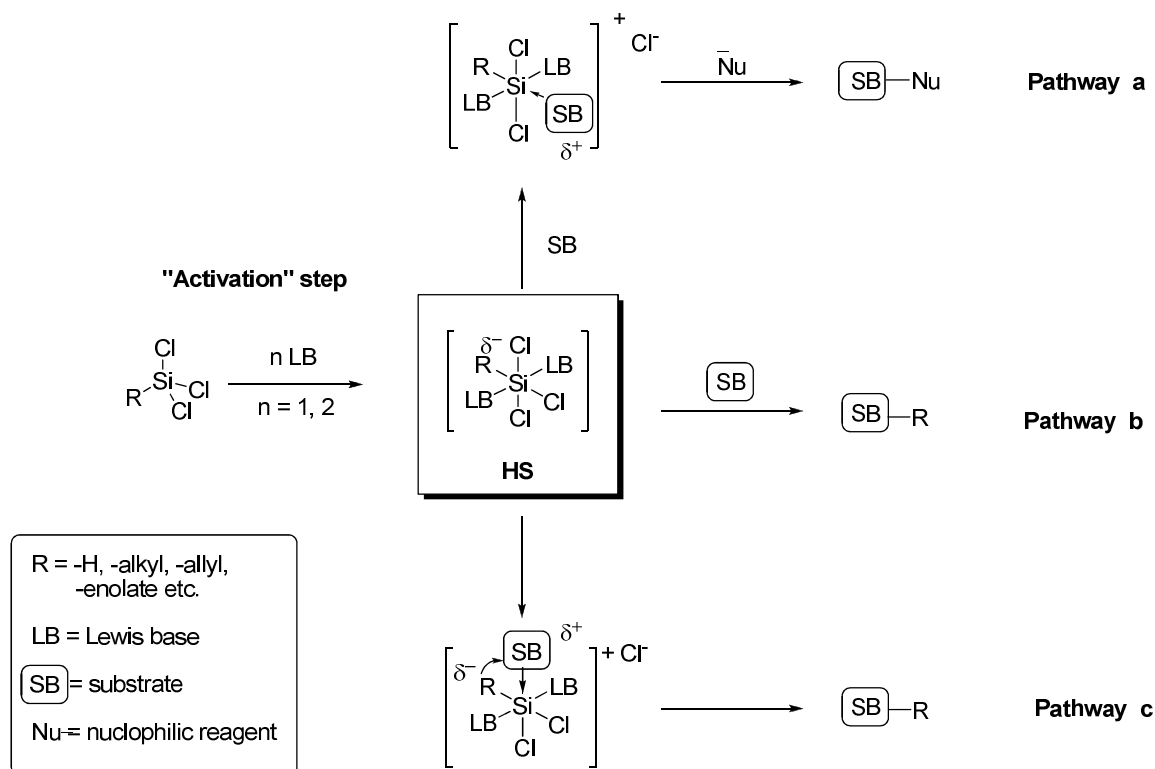 +
Cl⁻
Cl
R
LB
Si
LB
SB
Cl
δ+
N̄u
SB–Nu
Pathway a
SB
"Activation" step
Cl
Si
R
Cl
Cl
n LB
n = 1, 2
δ−
Cl
R
LB
Si
LB
Cl
Cl
HS
SB
SB–R
Pathway b
R = -H, -alkyl, -allyl,
-enolate etc.
LB = Lewis base
SB = substrate
Nu = nuclophilic reagent
δ+
SB
+ Cl⁻
δ−
R
LB
Si
LB
Cl
Cl
SB–R
Pathway c